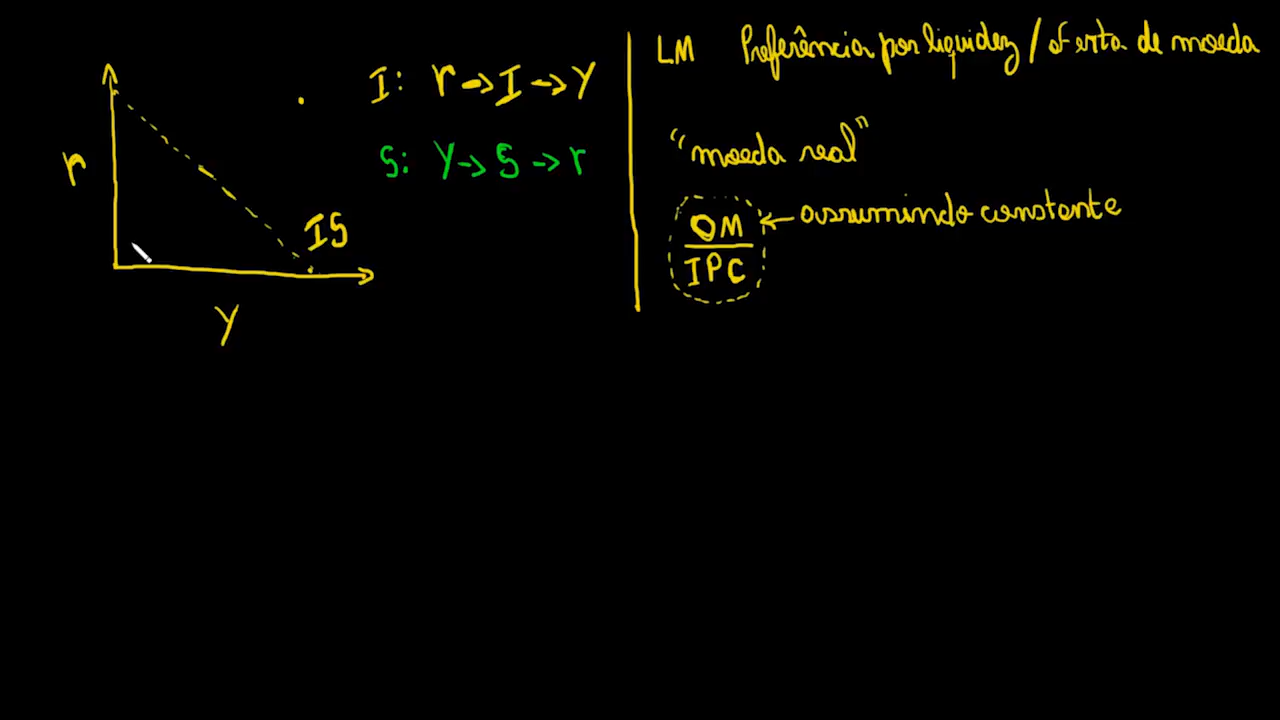 r
Y
IS
I: r→I→Y
S: Y→S→r
LM Preferência por liquidez / oferta de moeda
"moeda real"
OM
IPC
← assumindo constante